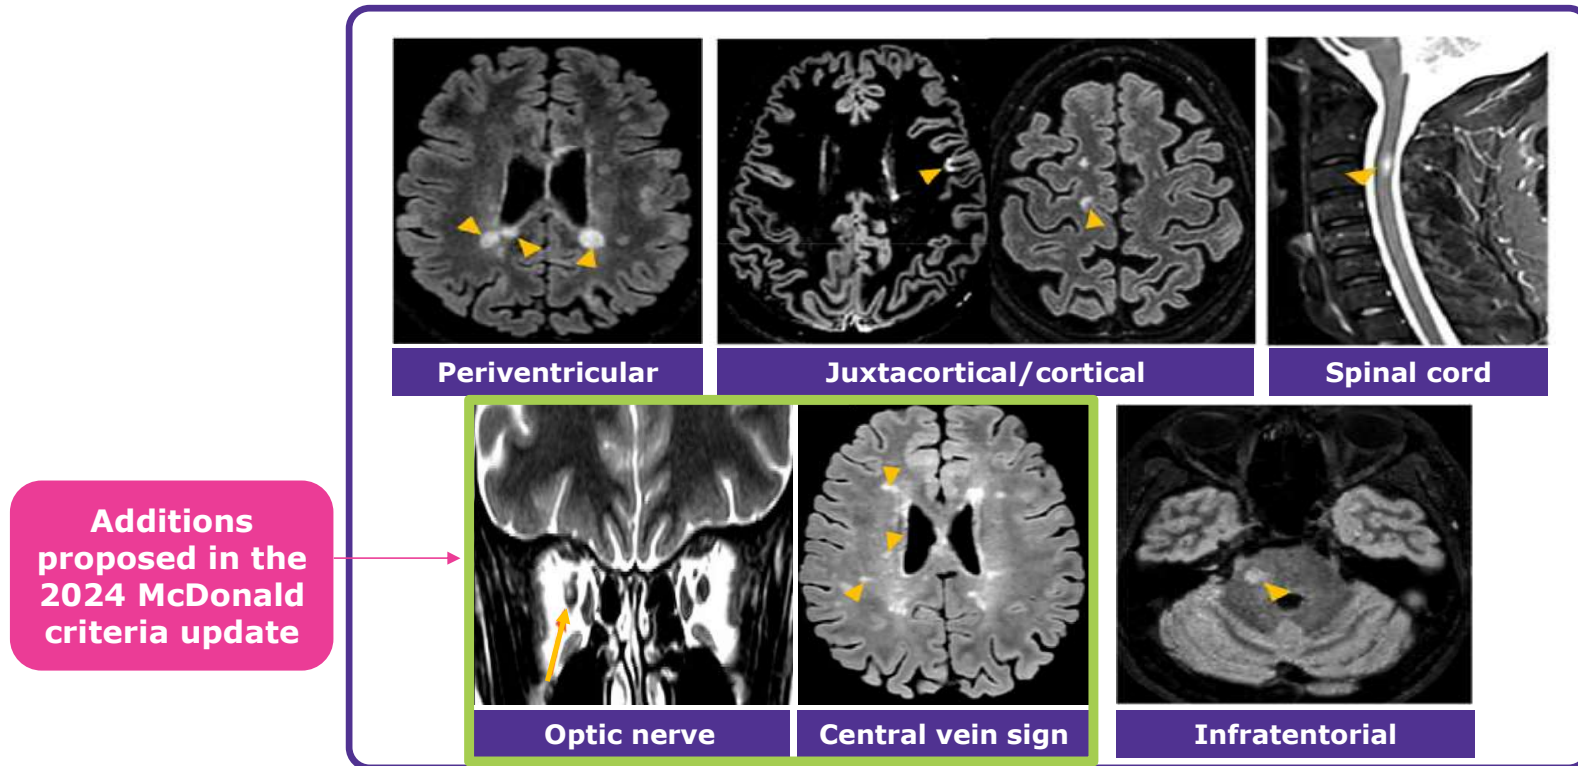 Periventricular
Juxtacortical/cortical
Spinal cord
Additions
proposed in the
2024 McDonald
criteria update
Optic nerve
Central vein sign
Infratentorial